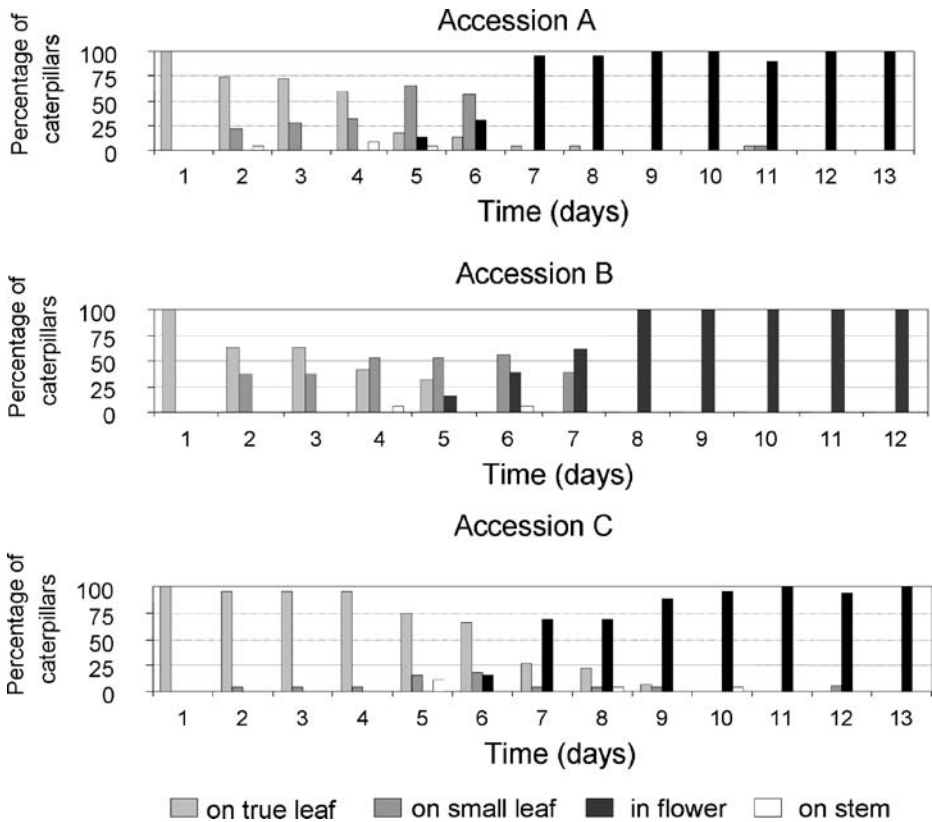 Accession A
Percentage of
caterpillars
100
75
50
25
0
1 2 3 4 5 6 7 8 9 10 11 12 13
Time (days)
Accession B
Percentage of
caterpillars
100
75
50
25
0
1 2 3 4 5 6 7 8 9 10 11 12
Time (days)
Accession C
Percentage of
caterpillars
100
75
50
25
0
1 2 3 4 5 6 7 8 9 10 11 12 13
Time (days)
on true leaf on small leaf in flower on stem